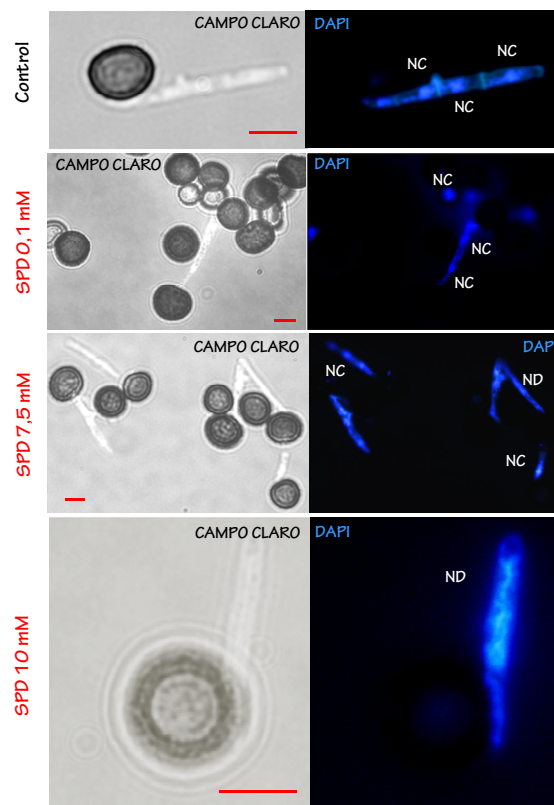 Control
CAMPO CLARO
DAPI
NC
NC
NC
SPD 0,1 mM
CAMPO CLARO
DAPI
NC
NC
NC
SPD 7,5 mM
CAMPO CLARO
DAP
NC
ND
NC
SPD 10 mM
CAMPO CLARO
DAPI
ND